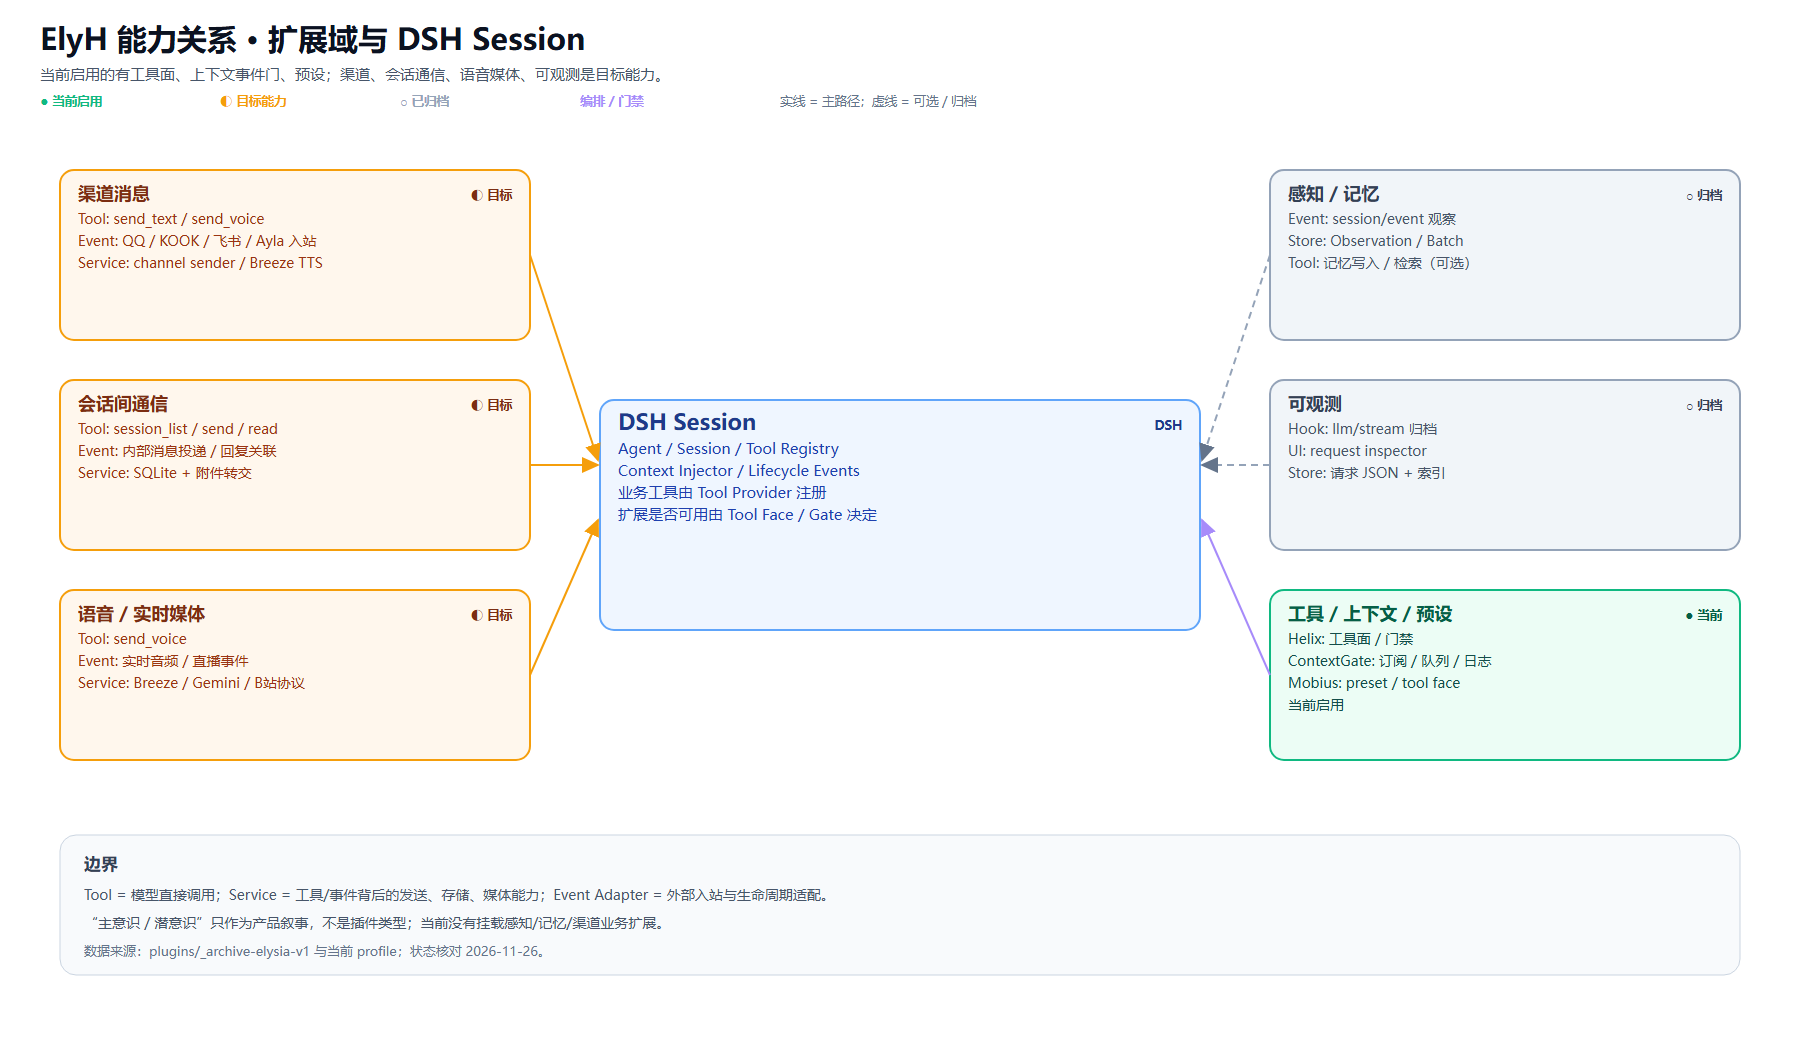 ElyH 能力关系 • 扩展域与 DSH Session
当前启用的有工具面、上下文事件门、预设；渠道、会话通信、语音媒体、可观测是目标能力。
● 当前启用
◐ 目标能力
○ 已归档
编排 / 门禁
实线 = 主路径；虚线 = 可选 / 归档
渠道消息
◐ 目标
Tool: send_text / send_voice
Event: QQ / KOOK / 飞书 / Ayla 入站
Service: channel sender / Breeze TTS
会话间通信
◐ 目标
Tool: session_list / send / read
Event: 内部消息投递 / 回复关联
Service: SQLite + 附件转交
语音 / 实时媒体
◐ 目标
Tool: send_voice
Event: 实时音频 / 直播事件
Service: Breeze / Gemini / B站协议
DSH Session
DSH
Agent / Session / Tool Registry
Context Injector / Lifecycle Events
业务工具由 Tool Provider 注册
扩展是否可用由 Tool Face / Gate 决定
感知 / 记忆
○ 归档
Event: session/event 观察
Store: Observation / Batch
Tool: 记忆写入 / 检索（可选）
可观测
○ 归档
Hook: llm/stream 归档
UI: request inspector
Store: 请求 JSON + 索引
工具 / 上下文 / 预设
● 当前
Helix: 工具面 / 门禁
ContextGate: 订阅 / 队列 / 日志
Mobius: preset / tool face
当前启用
边界
Tool = 模型直接调用；Service = 工具/事件背后的发送、存储、媒体能力；Event Adapter = 外部入站与生命周期适配。
“主意识 / 潜意识”只作为产品叙事，不是插件类型；当前没有挂载感知/记忆/渠道业务扩展。
数据来源：plugins/_archive-elysia-v1 与当前 profile；状态核对 2026-11-26。